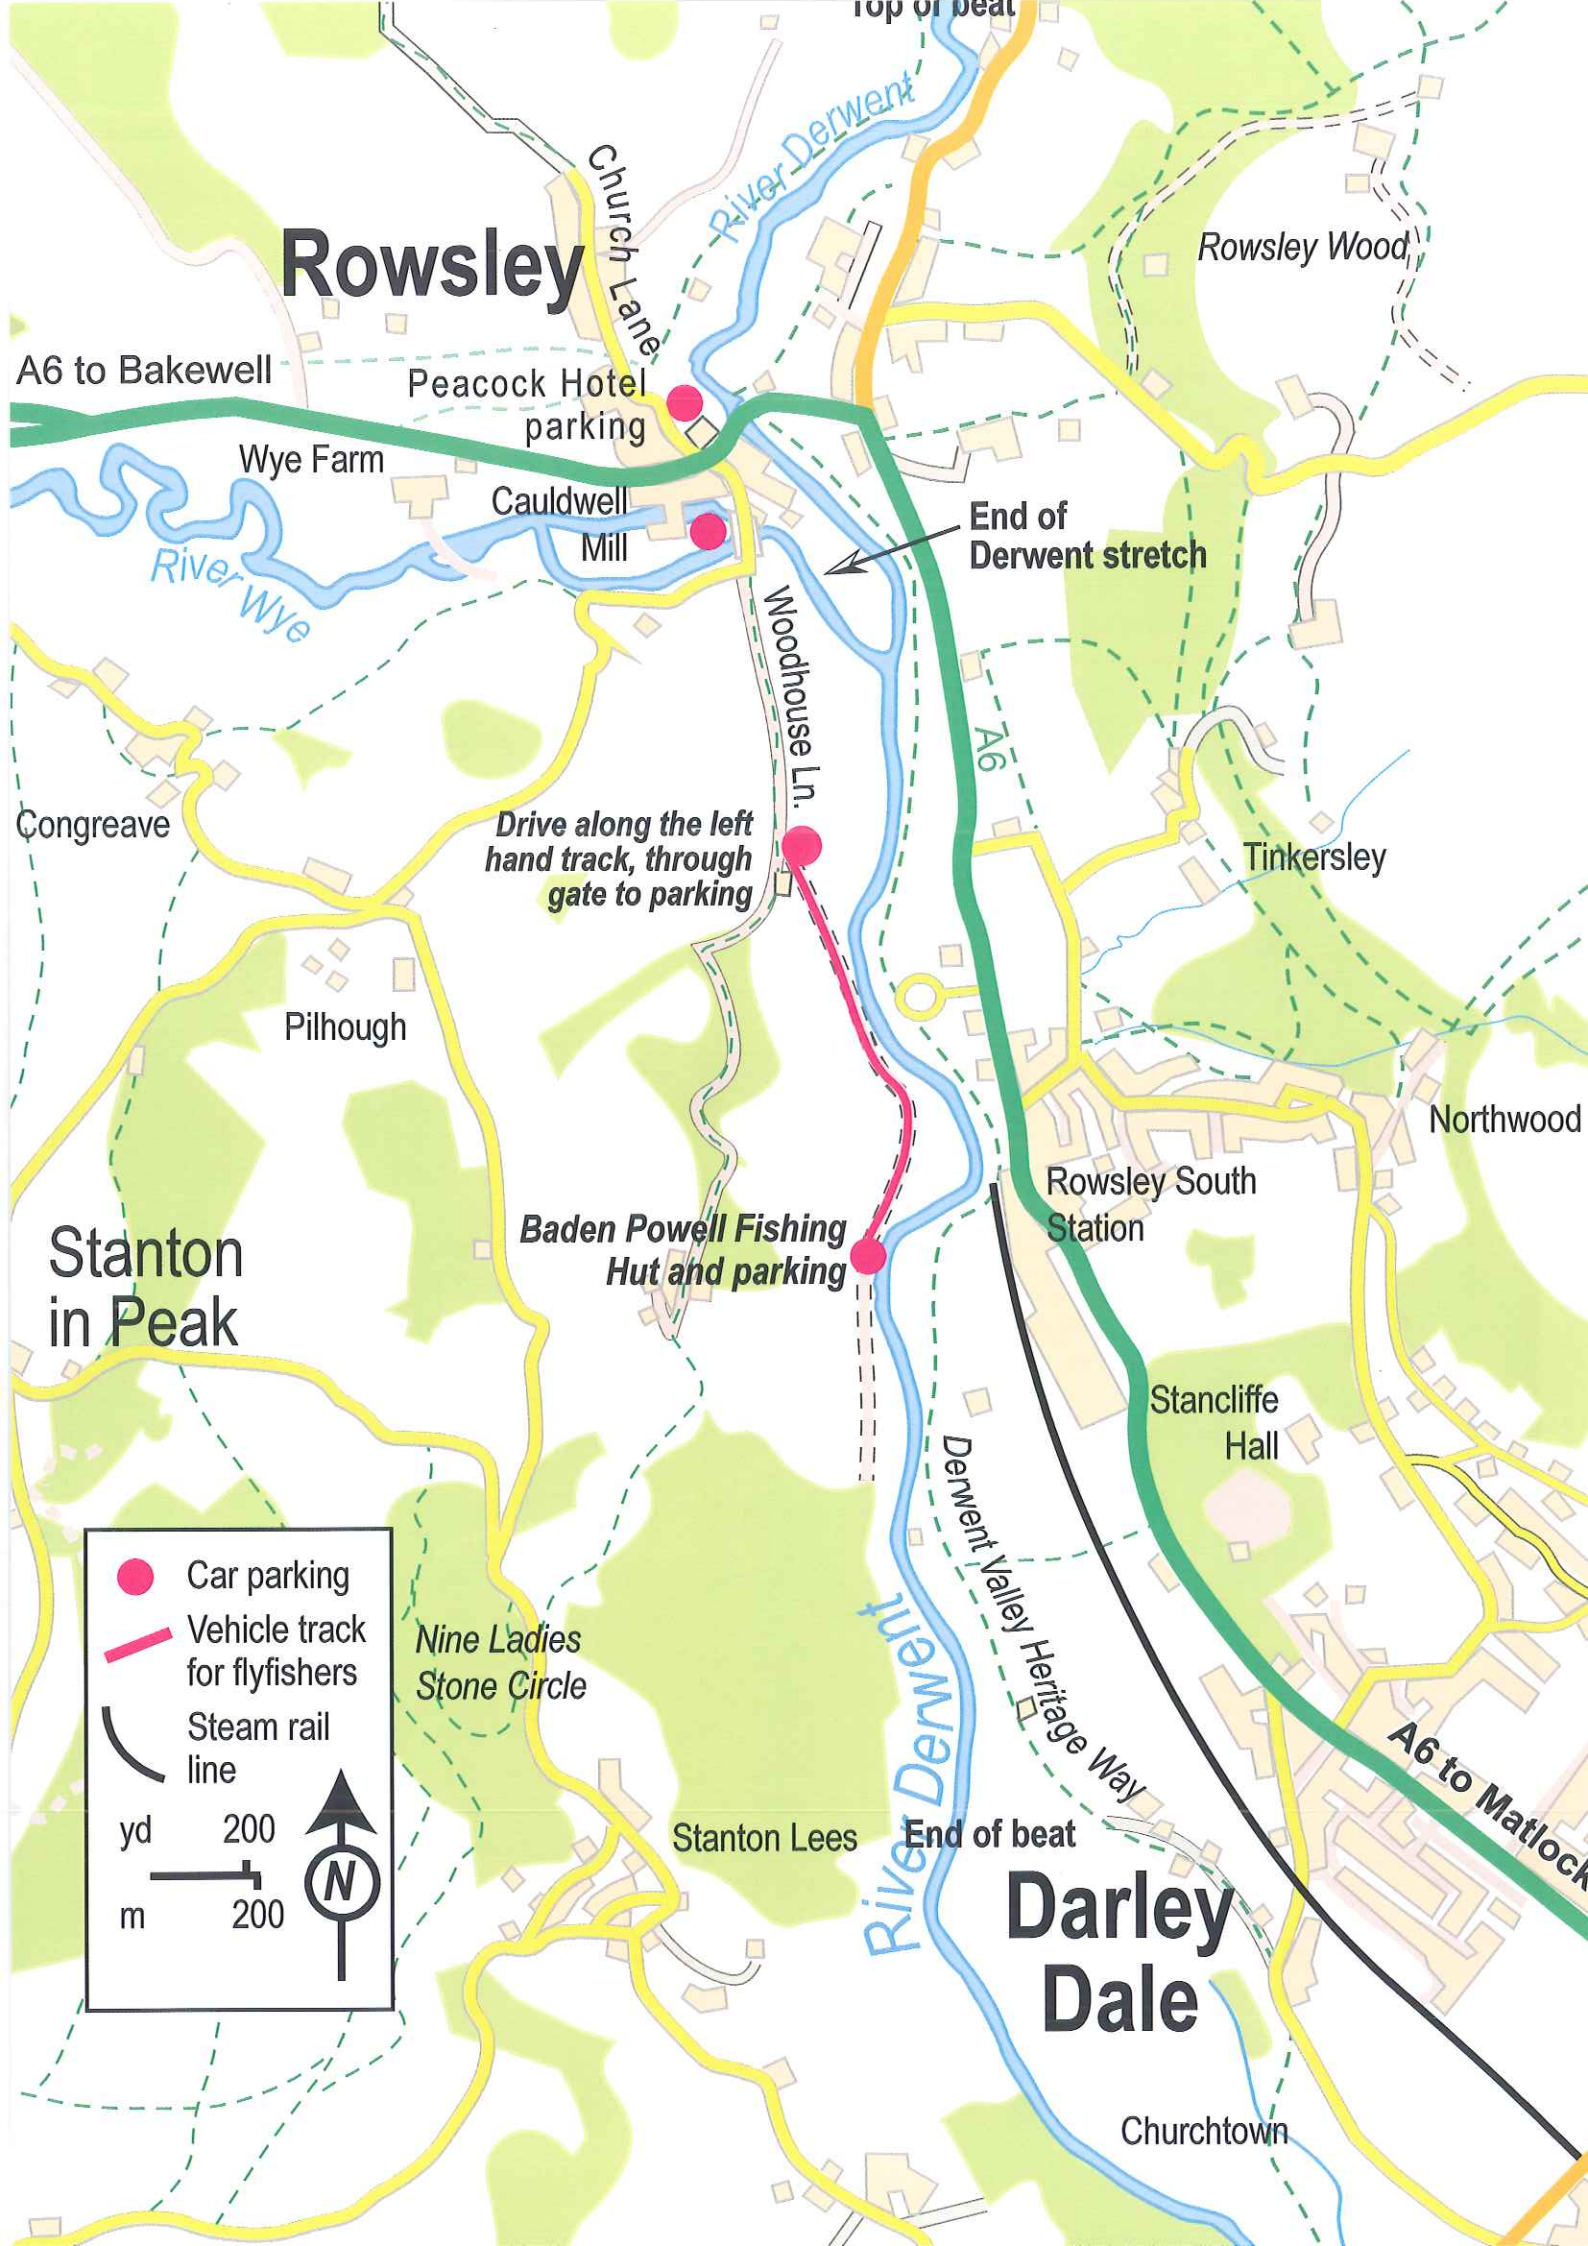 Top of beat
River Derwent
Church Lane
Rowsley
Rowsley Wood
A6 to Bakewell
Peacock Hotel
parking
Wye Farm
Cauldwell
Mill
End of
Derwent stretch
River Wye
Woodhouse Ln.
A6
Congreave
Drive along the left
hand track, through
gate to parking
Tinkersley
Pilhough
Northwood
Rowsley South
Station
Baden Powell Fishing
Hut and parking
Stanton
in Peak
Stancliffe
Hall
Derwent Valley Heritage Way
Car parking
Vehicle track
for flyfishers
Steam rail
line
yd 200
m 200
N
Nine Ladies
Stone Circle
River Derwent
A6 to Matlock
Stanton Lees
End of beat
Darley
Dale
Churchtown